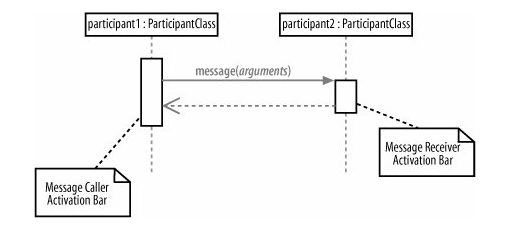 participant1 : ParticipantClass
participant2 : ParticipantClass
message(arguments)
Message Receiver
Activation Bar
Message Caller
Activation Bar